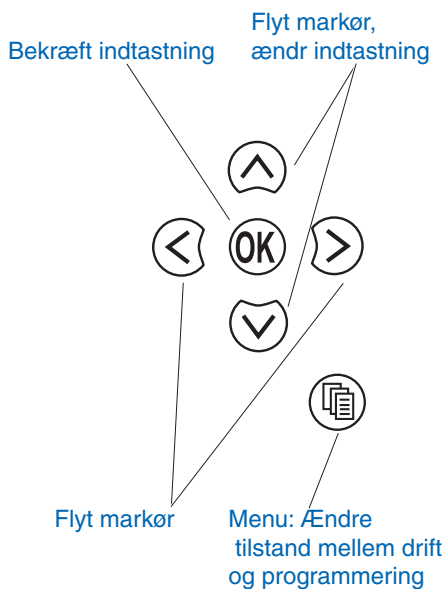 Flyt markør,
ændr indtastning
Bekræft indtastning
OK
Flyt markør
Menu: Ændre
tilstand mellem drift
og programmering